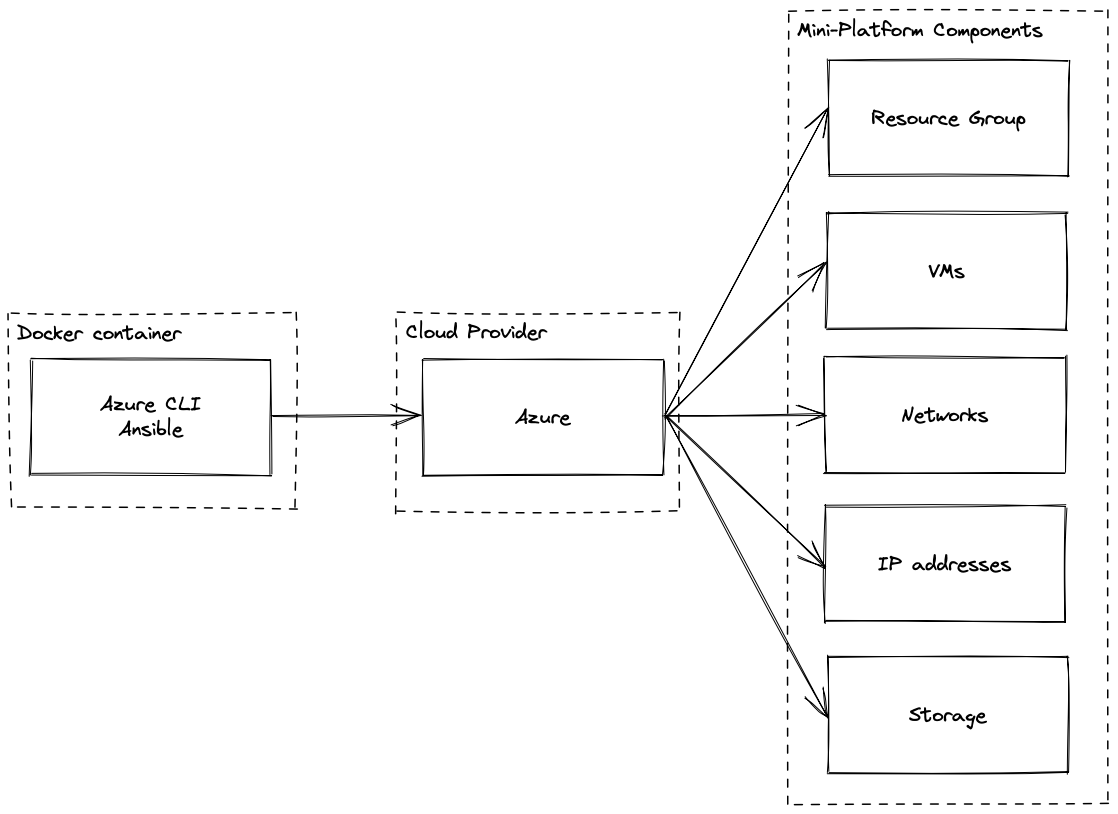 Mini-Platform Components
Resource Group
VMs
Docker container
Cloud Provider
Azure CLI
Ansible
Azure
Networks
IP addresses
Storage